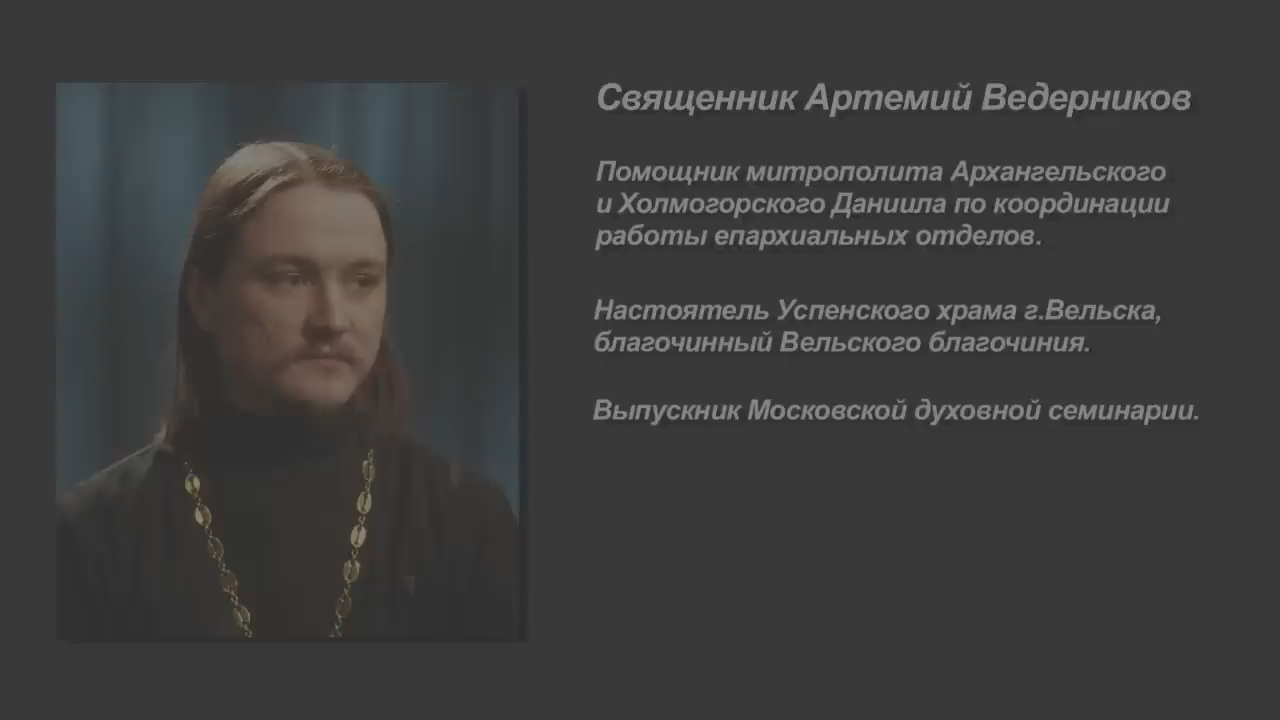 Священник Артемий Ведерников
Помощник митрополита Архангельского
и Холмогорского Даниила по координации
работы епархиальных отделов.
Настоятель Успенского храма г.Вельска,
благочинный Вельского благочиния.
Выпускник Московской духовной семинарии.